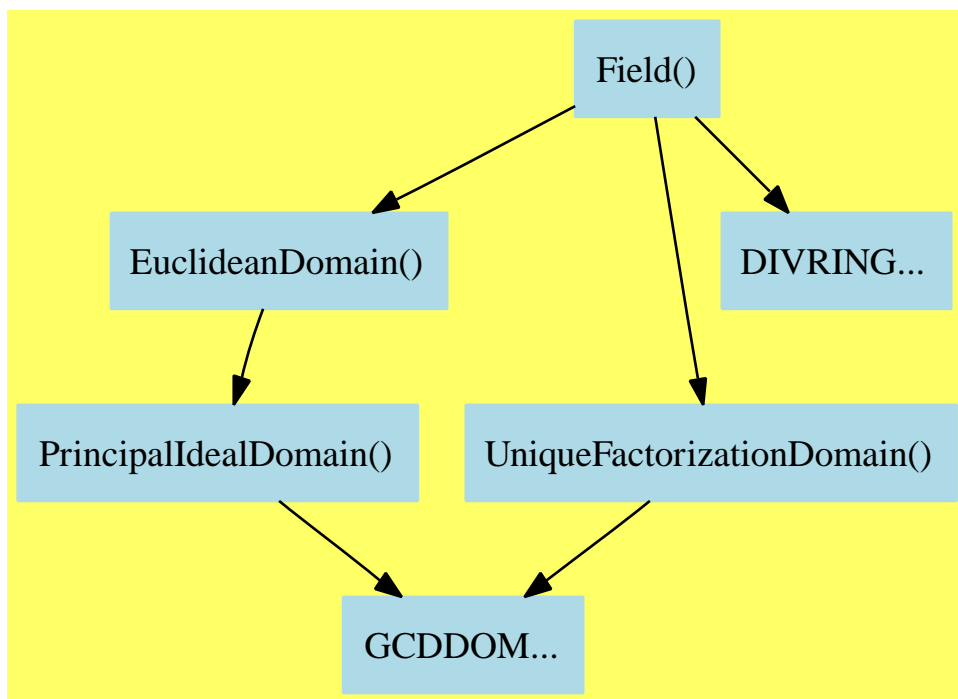 Field()
EuclideanDomain()
DIVRING...
PrincipalIdealDomain()
UniqueFactorizationDomain()
GCDDOM...